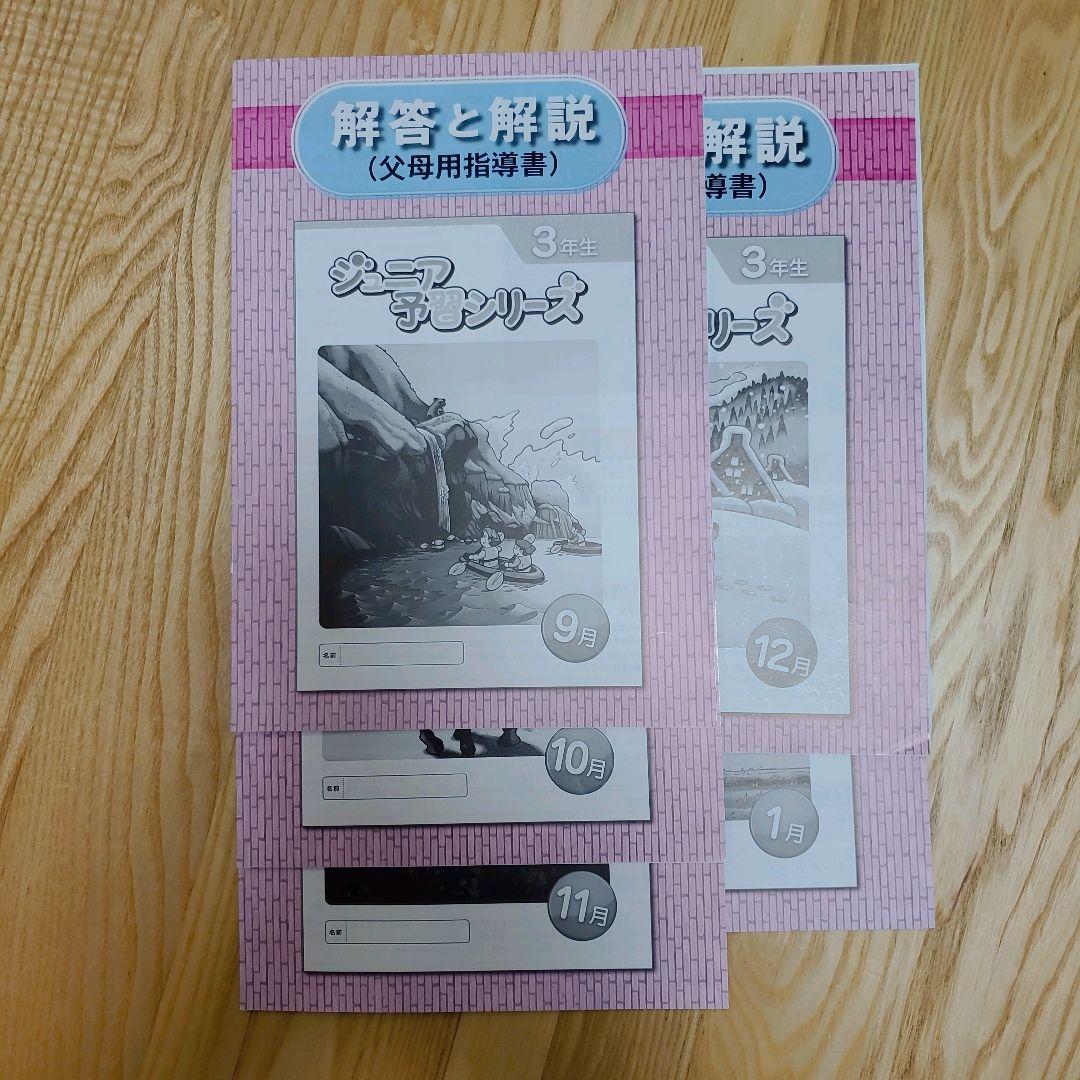 解答と解説
（父母用指導書）
3年生
ジュニア
予習シリーズ
9月
名前
10月
名前
11月
名前
解説
導書）
3年生
リーズ
12月
1月